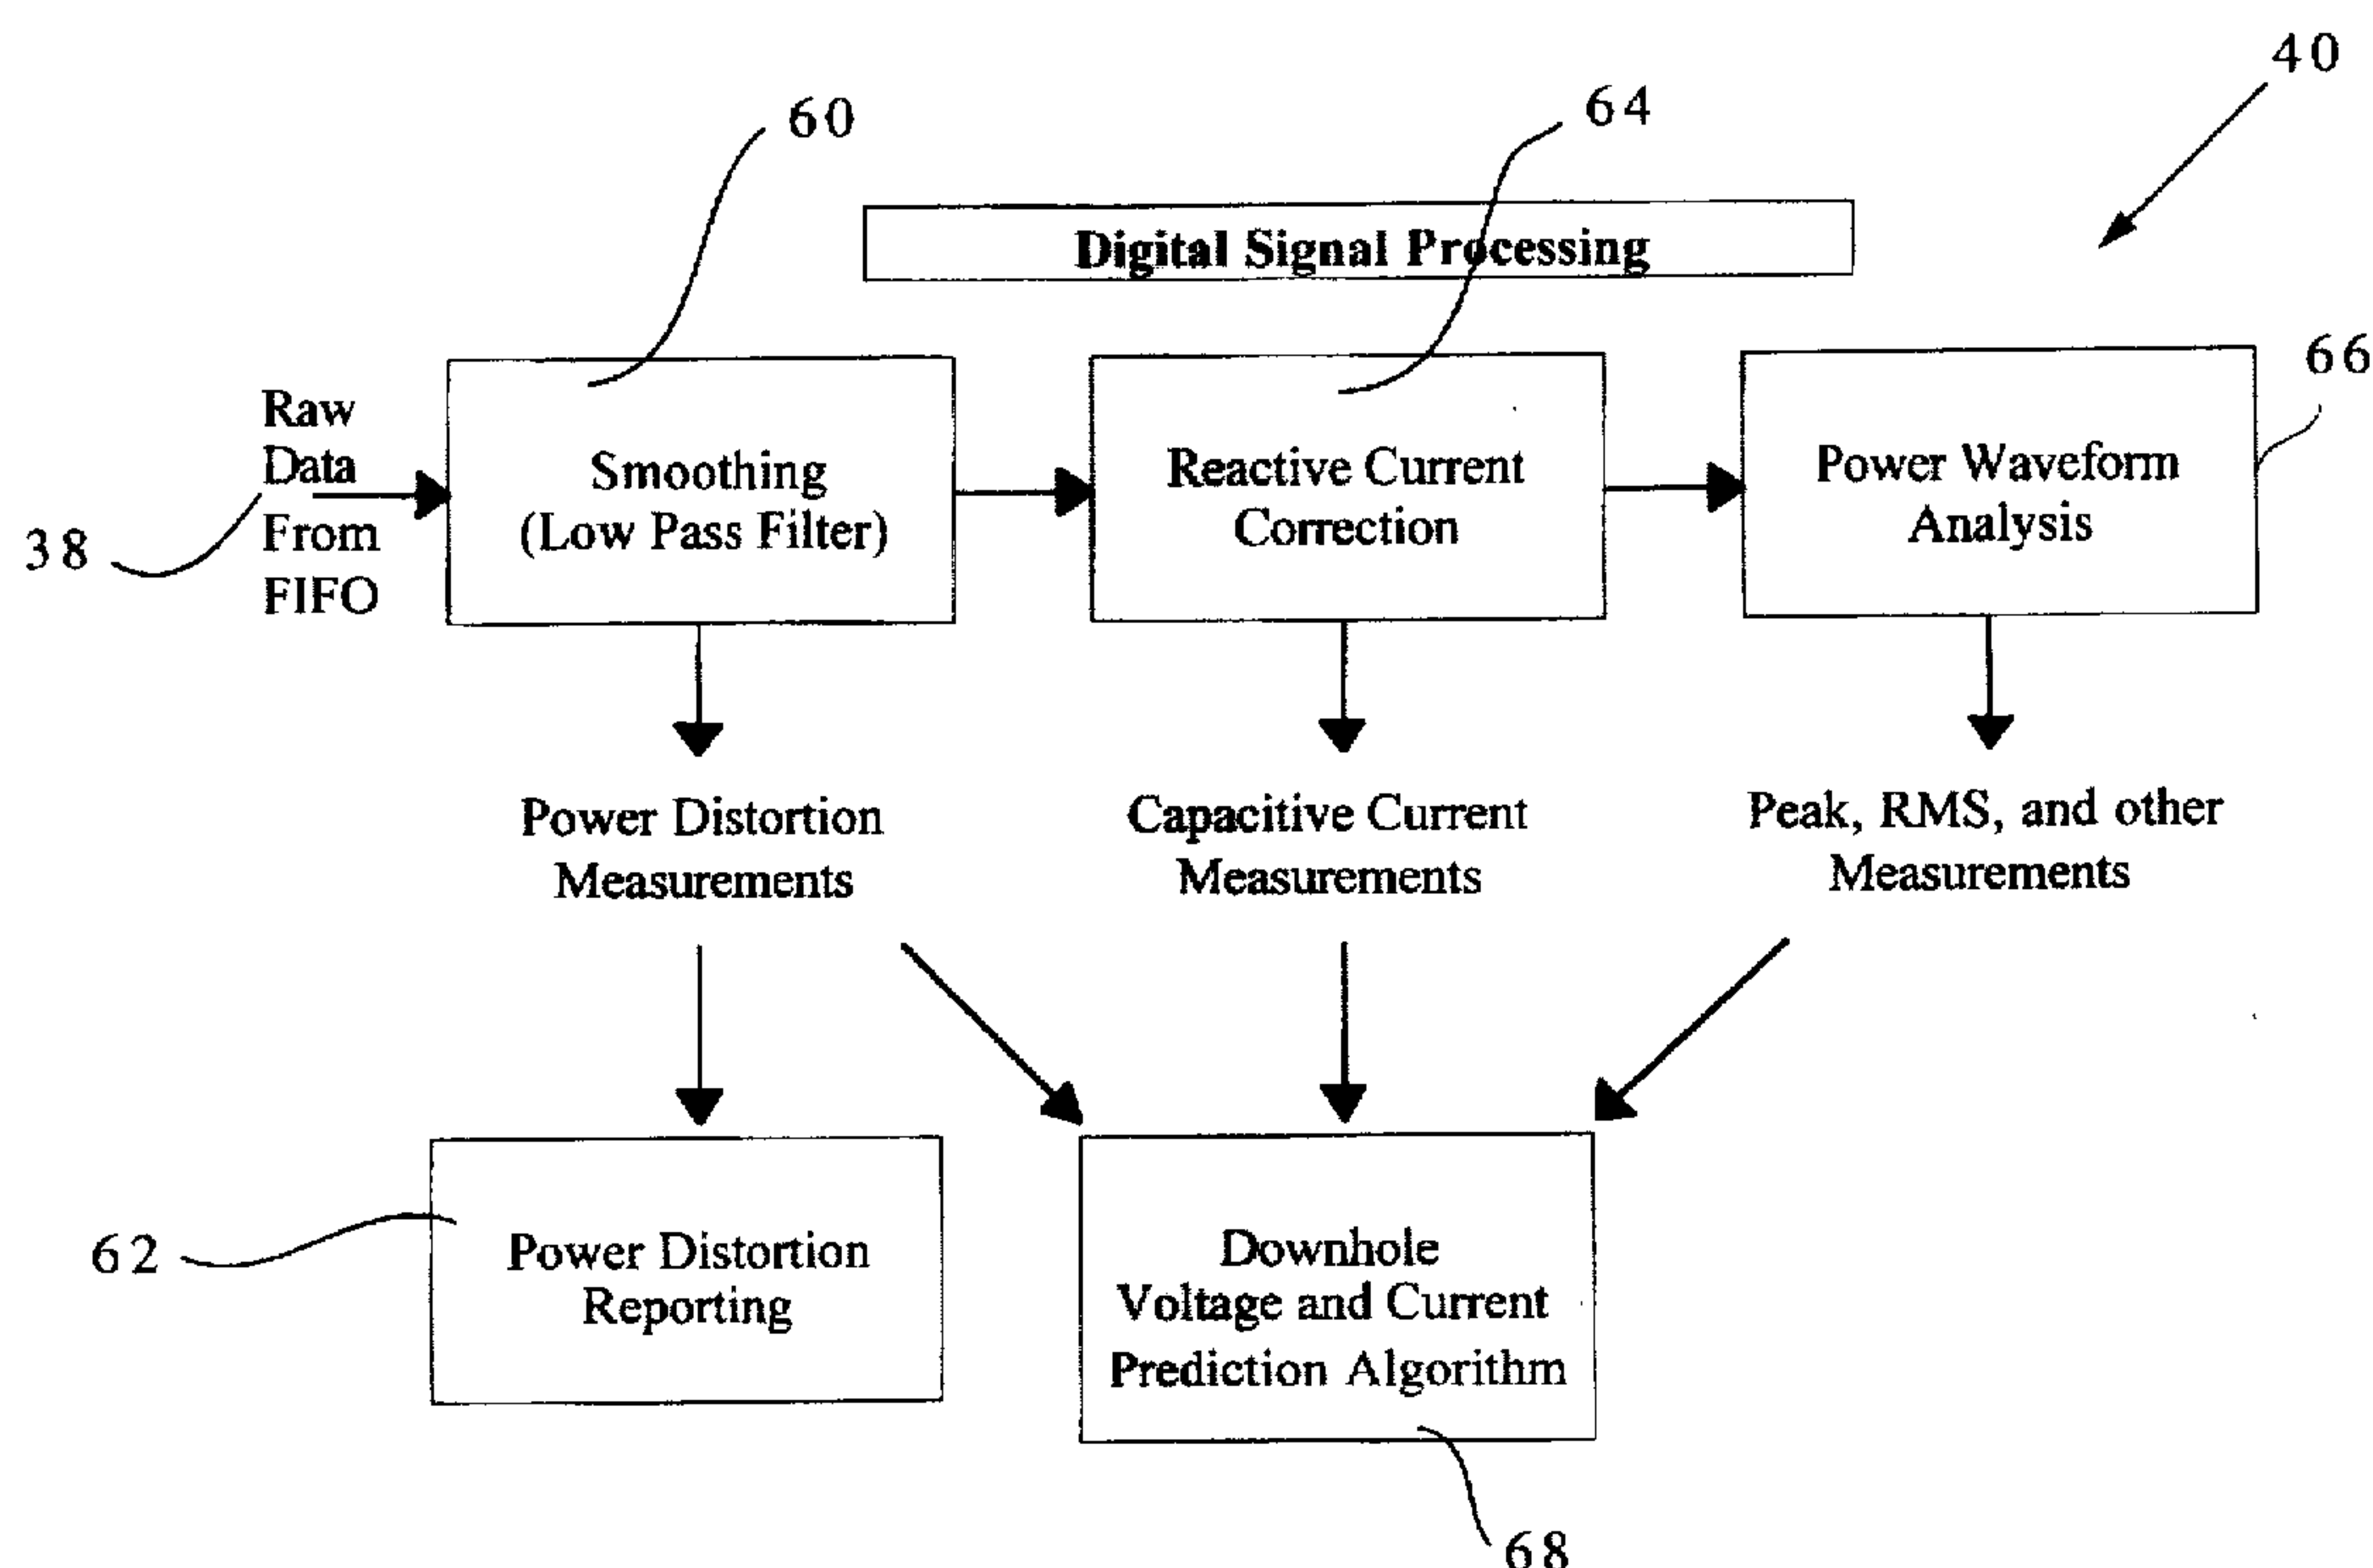 40
60
64
Digital Signal Processing
66
Raw
Data
From
FIFO
38
Smoothing
(Low Pass Filter)
Reactive Current
Correction
Power Waveform
Analysis
Power Distortion
Measurements
Capacitive Current
Measurements
Peak, RMS, and other
Measurements
62
Power Distortion
Reporting
Downhole
Voltage and Current
Prediction Algorithm
68